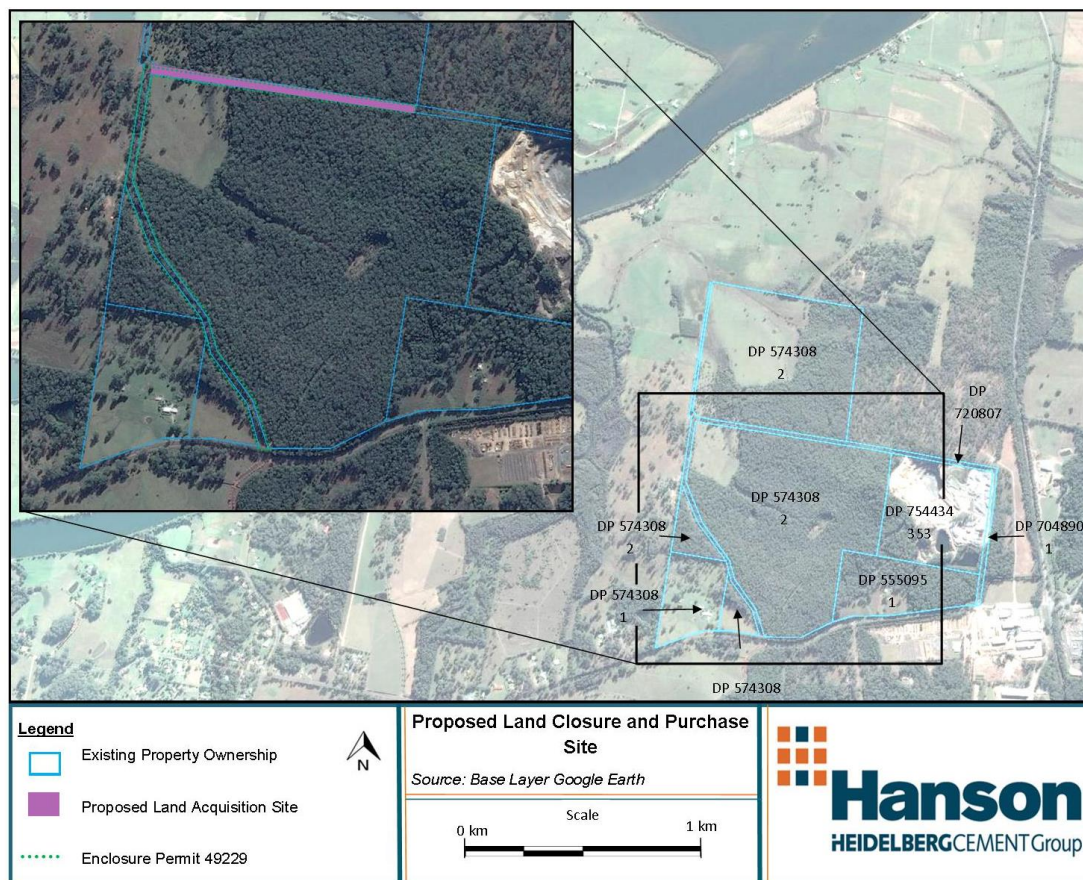 DP 574308
2
DP
720807
DP 574308
2
DP 754434
353
DP 574308
2
DP 704890
1
DP 555095
1
DP 574308
1
DP 574308
Legend
Existing Property Ownership
Proposed Land Acquisition Site
Enclosure Permit 49229
N
Proposed Land Closure and Purchase
Site
Source: Base Layer Google Earth
Scale
0 km
1 km
Hanson
HEIDELBERGCEMENT Group